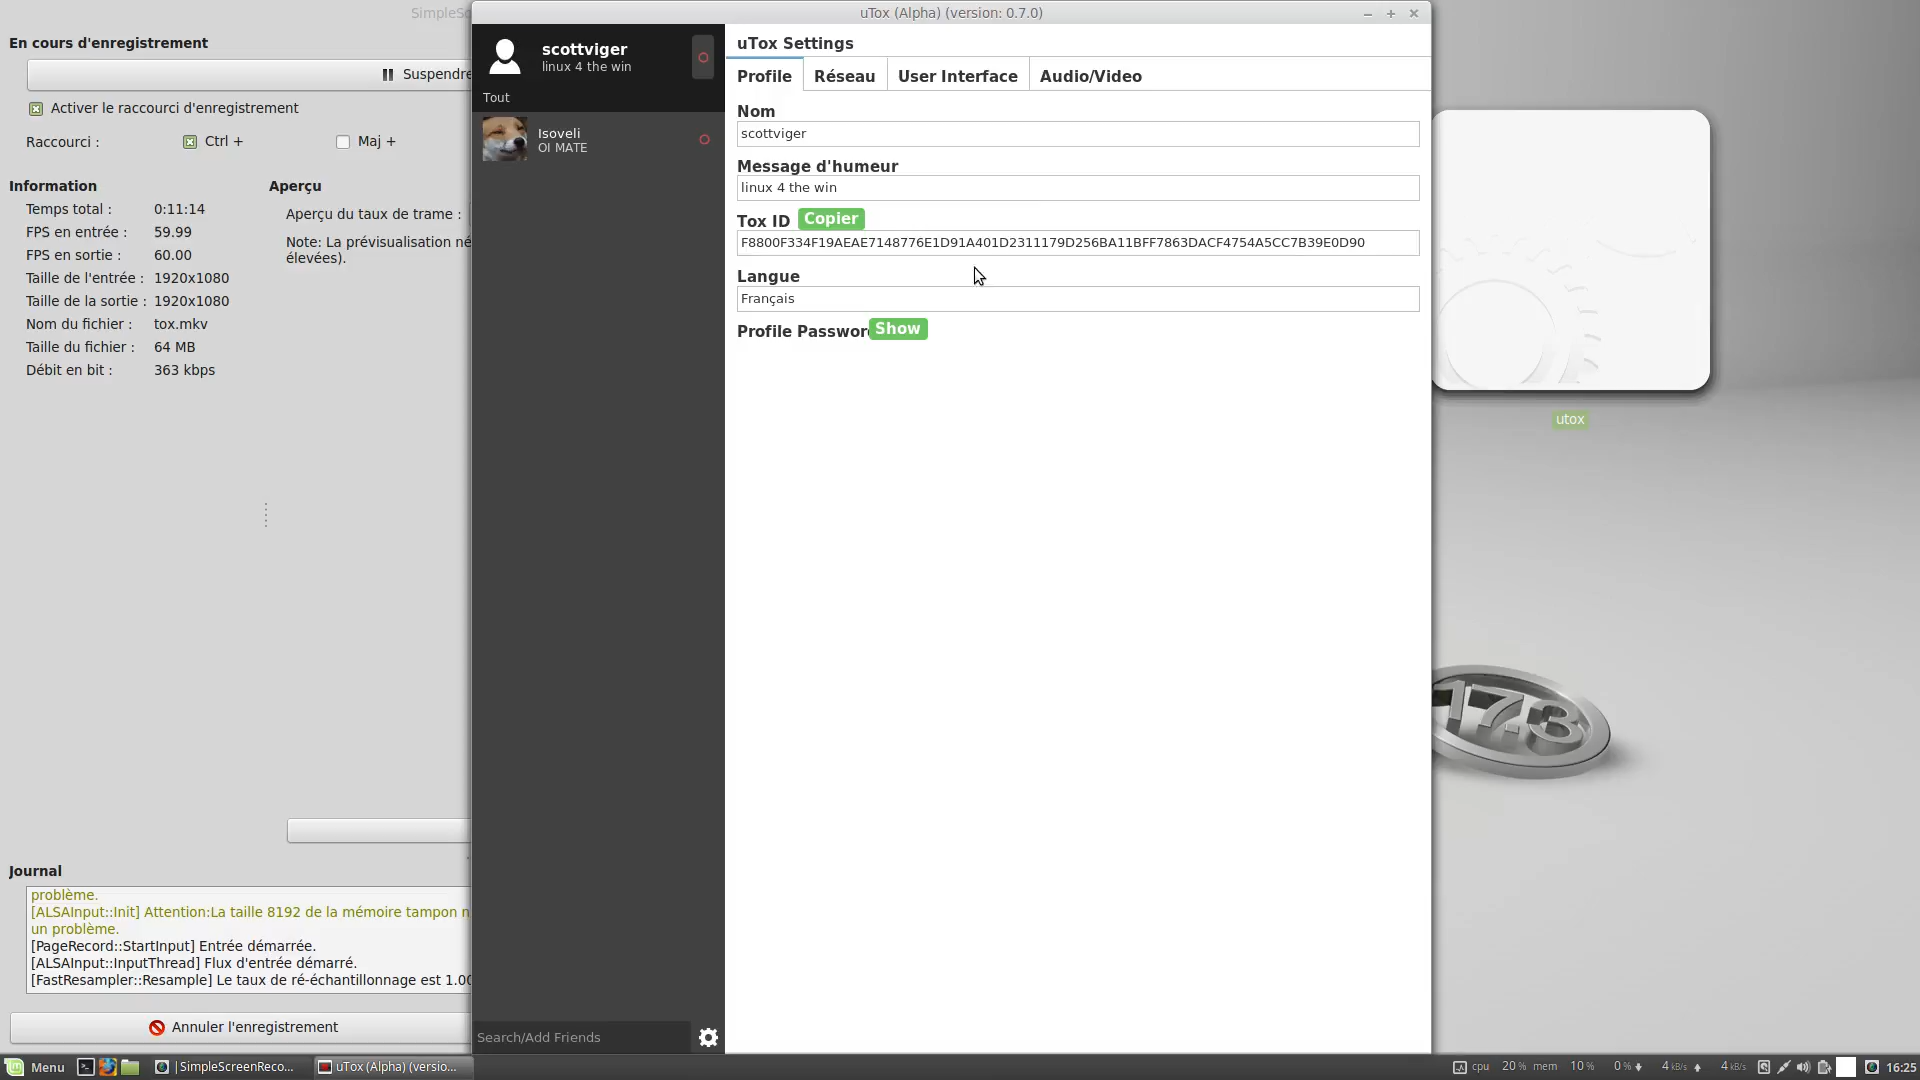 SimpleSc
uTox (Alpha) (version: 0.7.0)
En cours d'enregistrement
Suspendre
Activer le raccourci d'enregistrement
Raccourci :
Ctrl +
Maj +
Information
Aperçu
Temps total :
0:11:14
Aperçu du taux de trame :
FPS en entrée :
59.99
Note: La prévisualisation né
élevées).
FPS en sortie :
60.00
Taille de l'entrée :
1920x1080
Taille de la sortie :
1920x1080
Nom du fichier :
tox.mkv
Taille du fichier :
64 MB
Débit en bit :
363 kbps
Journal
problème.
[ALSAInput::Init] Attention:La taille 8192 de la mémoire tampon n
un problème.
[PageRecord::StartInput] Entrée démarrée.
[ALSAInput::InputThread] Flux d'entrée démarré.
[FastResampler::Resample] Le taux de ré-échantillonnage est 1.00
Annuler l'enregistrement
scottviger
linux 4 the win
Tout
Isoveli
OI MATE
Search/Add Friends
uTox Settings
Profile
Réseau
User Interface
Audio/Video
Nom
scottviger
Message d'humeur
linux 4 the win
Tox ID
Copier
F8800F334F19AEAE7148776E1D91A401D2311179D256BA11BFF7863DACF4754A5CC7B39E0D90
Langue
Français
Profile Passwor
Show
utox
17.3
Menu
|SimpleScreenReco...
uTox (Alpha) (versio...
cpu
20 %
mem
10 %
0 %
4 kB/s
4 kB/s
16:25